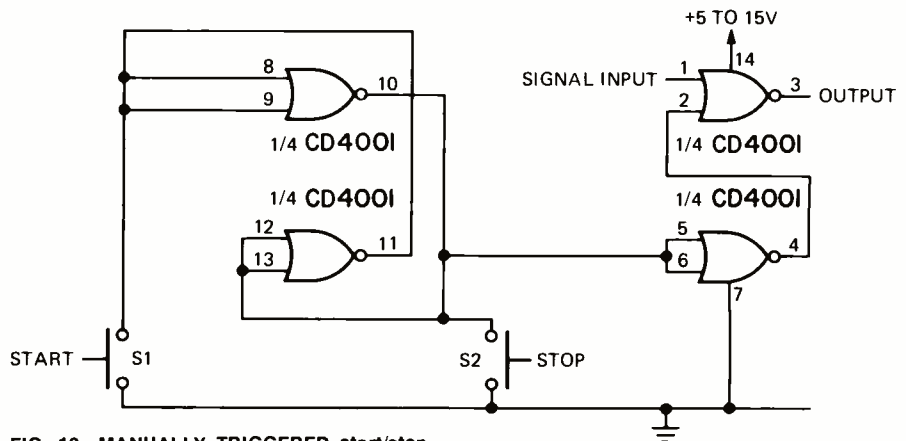 +5 TO 15V
8
10
14
SIGNAL INPUT
1
3
OUTPUT
9
2
1/4 CD4001
1/4 CD4001
1/4 CD4001
1/4 CD4001
12
11
5
4
13
6
7
START
S1
S2
STOP
FIG. 10—MANUALLY TRIGGERED start/stop